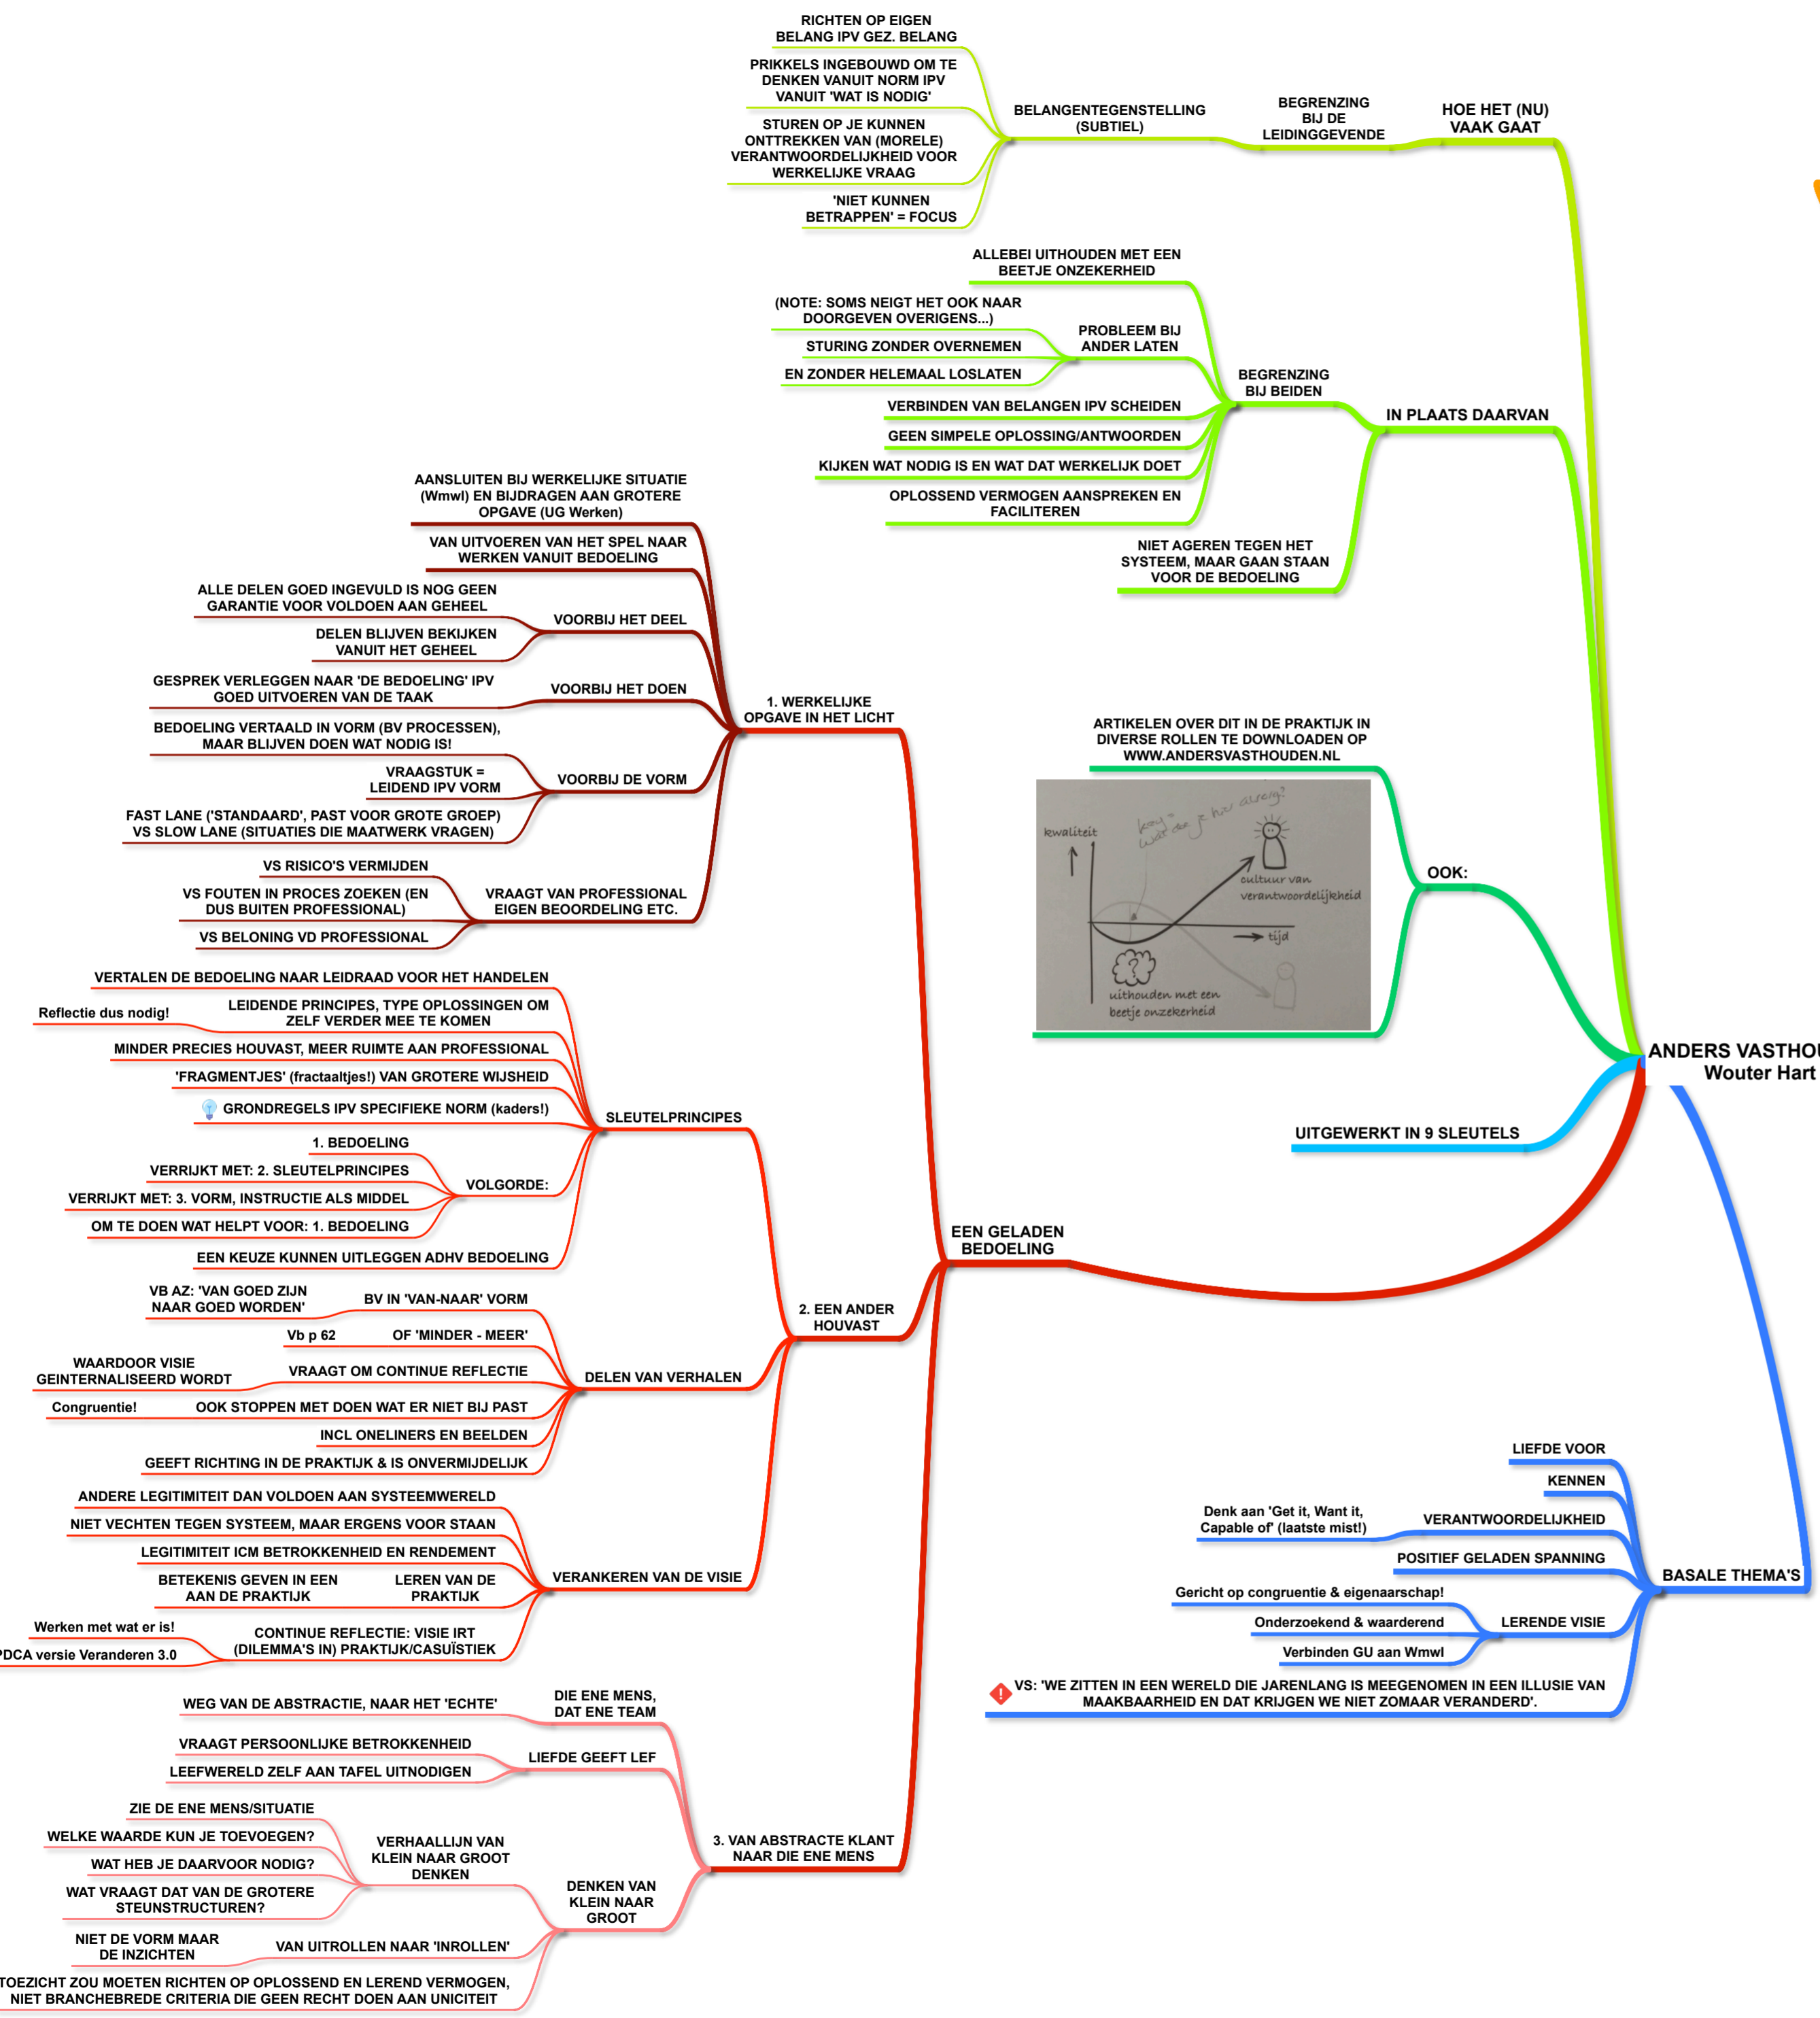 RICHTEN OP EIGEN
BELANG IPV GEZ. BELANG
PRIKKELS INGEBOUWD OM TE
DENKEN VANUIT NORM IPV
VANUIT 'WAT IS NODIG'
STUREN OP JE KUNNEN
ONTTREKKEN VAN (MORELE)
VERANTWOORDELIJKHEID VOOR
WERKELIJKE VRAAG
'NIET KUNNEN
BETRAPPEN' = FOCUS
BELANGENTEGENSTELLING
(SUBTIEL)
BEGRENZING
BIJ DE
LEIDINGGEVENDE
HOE HET (NU)
VAAK GAAT
ALLEBEI UITHOUDEN MET EEN
BEETJE ONZEKERHEID
(NOTE: SOMS NEIGT HET OOK NAAR
DOORGEVEN OVERIGENS...)
STURING ZONDER OVERNEMEN
EN ZONDER HELEMAAL LOSLATEN
PROBLEEM BIJ
ANDER LATEN
VERBINDEN VAN BELANGEN IPV SCHEIDEN
GEEN SIMPELE OPLOSSING/ANTWOORDEN
KIJKEN WAT NODIG IS EN WAT DAT WERKELIJK DOET
OPLOSSEND VERMOGEN AANSPREKEN EN
FACILITEREN
BEGRENZING
BIJ BEIDEN
NIET AGEREN TEGEN HET
SYSTEEM, MAAR GAAN STAAN
VOOR DE BEDOELING
IN PLAATS DAARVAN
ARTIKELEN OVER DIT IN DE PRAKTIJK IN
DIVERSE ROLLEN TE DOWNLOADEN OP
WWW.ANDERSVASTHOUDEN.NL
kwaliteit
cultuur van
verantwoordelijkheid
tijd
?
uithouden met een
beetje onzekerheid
OOK:
ANDERS VASTHOU
Wouter Hart
UITGEWERKT IN 9 SLEUTELS
AANSLUITEN BIJ WERKELIJKE SITUATIE
(Wmwl) EN BIJDRAGEN AAN GROTERE
OPGAVE (UG Werken)
VAN UITVOEREN VAN HET SPEL NAAR
WERKEN VANUIT BEDOELING
ALLE DELEN GOED INGEVULD IS NOG GEEN
GARANTIE VOOR VOLDOEN AAN GEHEEL
DELEN BLIJVEN BEKIJKEN
VANUIT HET GEHEEL
VOORBIJ HET DEEL
GESPREK VERLEGGEN NAAR 'DE BEDOELING' IPV
GOED UITVOEREN VAN DE TAAK
VOORBIJ HET DOEN
BEDOELING VERTAALD IN VORM (BV PROCESSEN),
MAAR BLIJVEN DOEN WAT NODIG IS!
VRAAGSTUK =
LEIDEND IPV VORM
FAST LANE ('STANDAARD', PAST VOOR GROTE GROEP)
VS SLOW LANE (SITUATIES DIE MAATWERK VRAGEN)
VOORBIJ DE VORM
VS RISICO'S VERMIJDEN
VS FOUTEN IN PROCES ZOEKEN (EN
DUS BUITEN PROFESSIONAL)
VS BELONING VD PROFESSIONAL
VRAAGT VAN PROFESSIONAL
EIGEN BEOORDELING ETC.
1. WERKELIJKE
OPGAVE IN HET LICHT
VERTALEN DE BEDOELING NAAR LEIDRAAD VOOR HET HANDELEN
Reflectie dus nodig!
LEIDENDE PRINCIPES, TYPE OPLOSSINGEN OM
ZELF VERDER MEE TE KOMEN
MINDER PRECIES HOUVAST, MEER RUIMTE AAN PROFESSIONAL
'FRAGMENTJES' (fractaaltjes!) VAN GROTERE WIJSHEID
GRONDREGELS IPV SPECIFIEKE NORM (kaders!)
1. BEDOELING
VERRIJKT MET: 2. SLEUTELPRINCIPES
VERRIJKT MET: 3. VORM, INSTRUCTIE ALS MIDDEL
OM TE DOEN WAT HELPT VOOR: 1. BEDOELING
VOLGORDE:
EEN KEUZE KUNNEN UITLEGGEN ADHV BEDOELING
SLEUTELPRINCIPES
VB AZ: 'VAN GOED ZIJN
NAAR GOED WORDEN'
BV IN 'VAN-NAAR' VORM
Vb p 62
OF 'MINDER - MEER'
WAARDOOR VISIE
GEINTERNALISEERD WORDT
VRAAGT OM CONTINUE REFLECTIE
Congruentie!
OOK STOPPEN MET DOEN WAT ER NIET BIJ PAST
INCL ONELINERS EN BEELDEN
GEEFT RICHTING IN DE PRAKTIJK & IS ONVERMIJDELIJK
DELEN VAN VERHALEN
ANDERE LEGITIMITEIT DAN VOLDOEN AAN SYSTEEMWERELD
NIET VECHTEN TEGEN SYSTEEM, MAAR ERGENS VOOR STAAN
LEGITIMITEIT ICM BETROKKENHEID EN RENDEMENT
BETEKENIS GEVEN IN EEN
AAN DE PRAKTIJK
LEREN VAN DE
PRAKTIJK
Werken met wat er is!
PDCA versie Veranderen 3.0
CONTINUE REFLECTIE: VISIE IRT
(DILEMMA'S IN) PRAKTIJK/CASUÏSTIEK
VERANKEREN VAN DE VISIE
2. EEN ANDER
HOUVAST
EEN GELADEN
BEDOELING
WEG VAN DE ABSTRACTIE, NAAR HET 'ECHTE'
DIE ENE MENS,
DAT ENE TEAM
VRAAGT PERSOONLIJKE BETROKKENHEID
LEEFWERELD ZELF AAN TAFEL UITNODIGEN
LIEFDE GEEFT LEF
ZIE DE ENE MENS/SITUATIE
WELKE WAARDE KUN JE TOEVOEGEN?
WAT HEB JE DAARVOOR NODIG?
WAT VRAAGT DAT VAN DE GROTERE
STEUNSTRUCTUREN?
VERHAALLIJN VAN
KLEIN NAAR GROOT
DENKEN
NIET DE VORM MAAR
DE INZICHTEN
VAN UITROLLEN NAAR 'INROLLEN'
TOEZICHT ZOU MOETEN RICHTEN OP OPLOSSEND EN LEREND VERMOGEN,
NIET BRANCHEBREDE CRITERIA DIE GEEN RECHT DOEN AAN UNICITEIT
DENKEN VAN
KLEIN NAAR
GROOT
3. VAN ABSTRACTE KLANT
NAAR DIE ENE MENS
LIEFDE VOOR
KENNEN
Denk aan 'Get it, Want it,
Capable of' (laatste mist!)
VERANTWOORDELIJKHEID
POSITIEF GELADEN SPANNING
Gericht op congruentie & eigenaarschap!
Onderzoekend & waarderend
Verbinden GU aan Wmwl
LERENDE VISIE
VS: 'WE ZITTEN IN EEN WERELD DIE JARENLANG IS MEEGENOMEN IN EEN ILLUSIE VAN
MAAKBAARHEID EN DAT KRIJGEN WE NIET ZOMAAR VERANDERD'.
BASALE THEMA'S